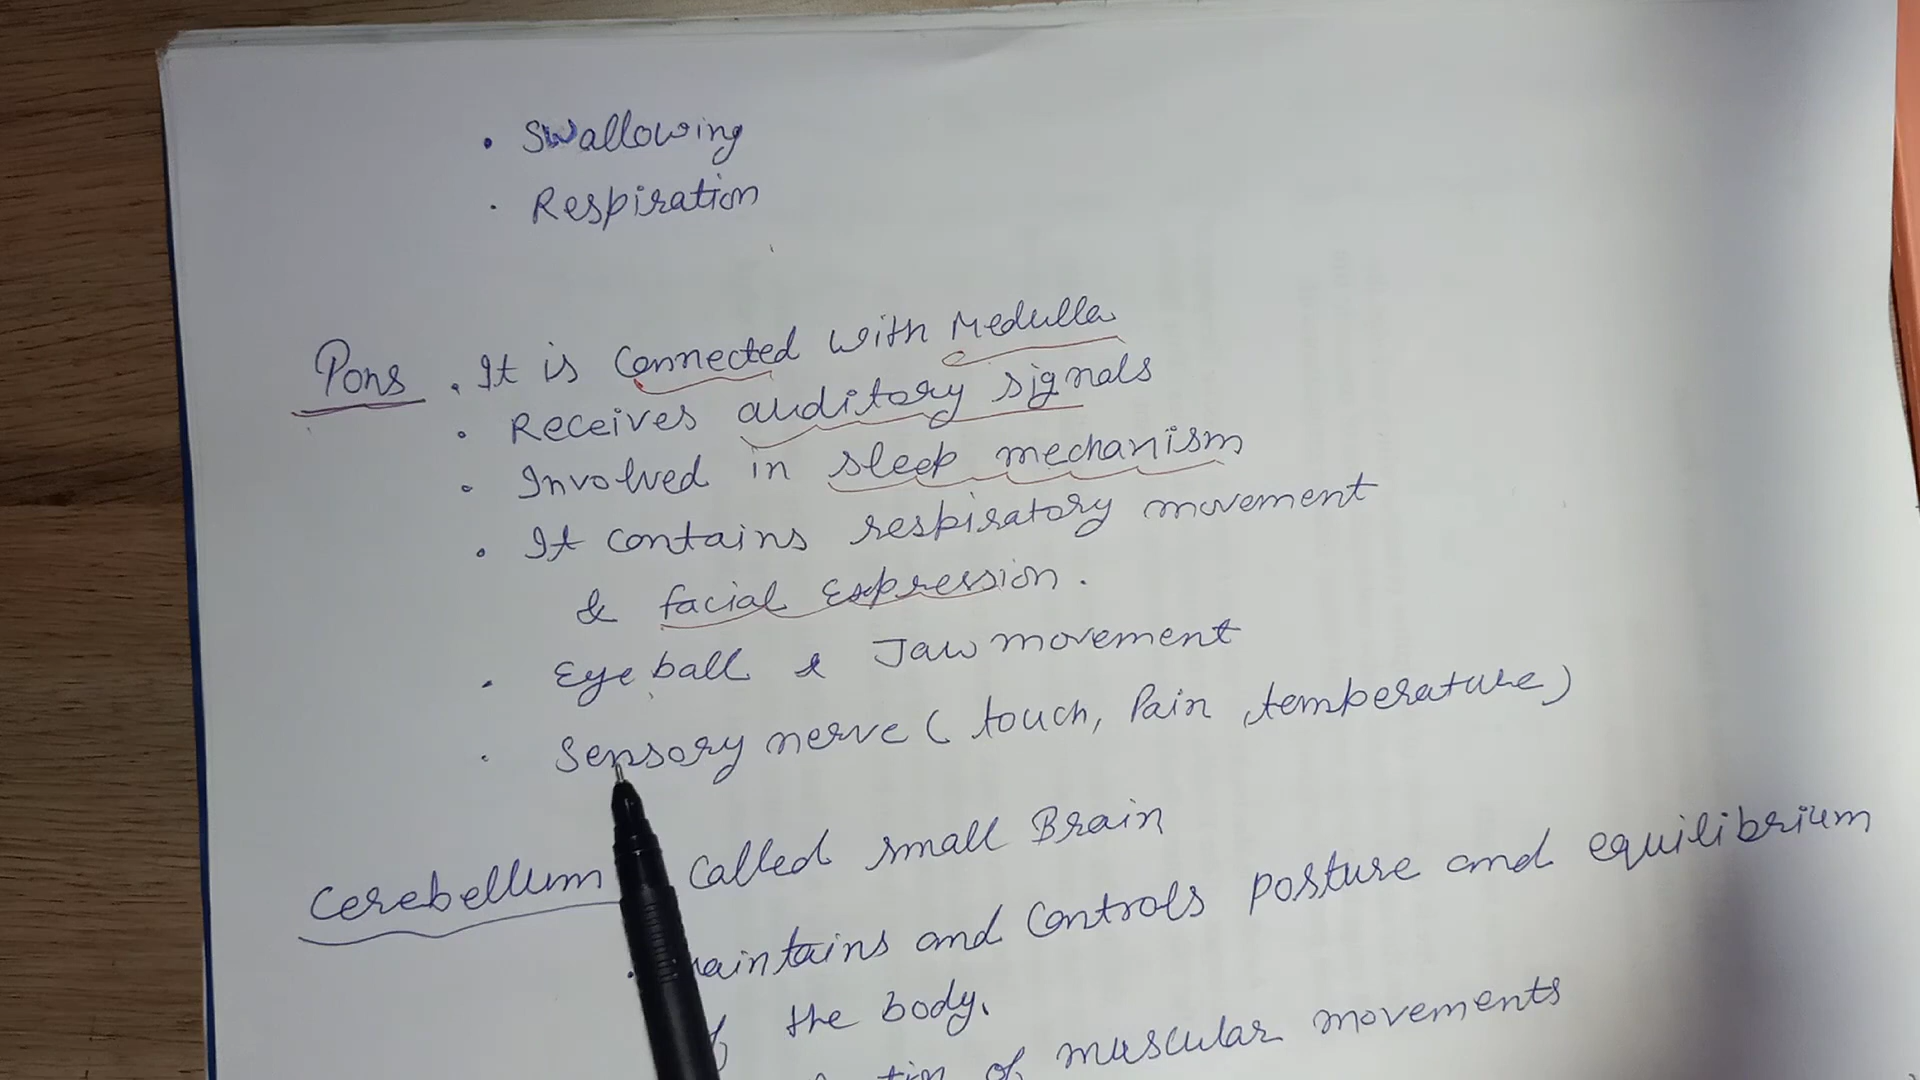 • Swallowing
• Respiration
Pons • It is Connected with Medulla
• Receives auditory signals
• Involved in sleep mechanism
• It contains respiratory movement
& facial Expression.
• Eye ball & Jaw movement
• Sensory nerve ( touch, Pain, temperature)
Cerebellum called small Brain
• maintains and Controls posture and equilibrium
of the body.
of muscular movements